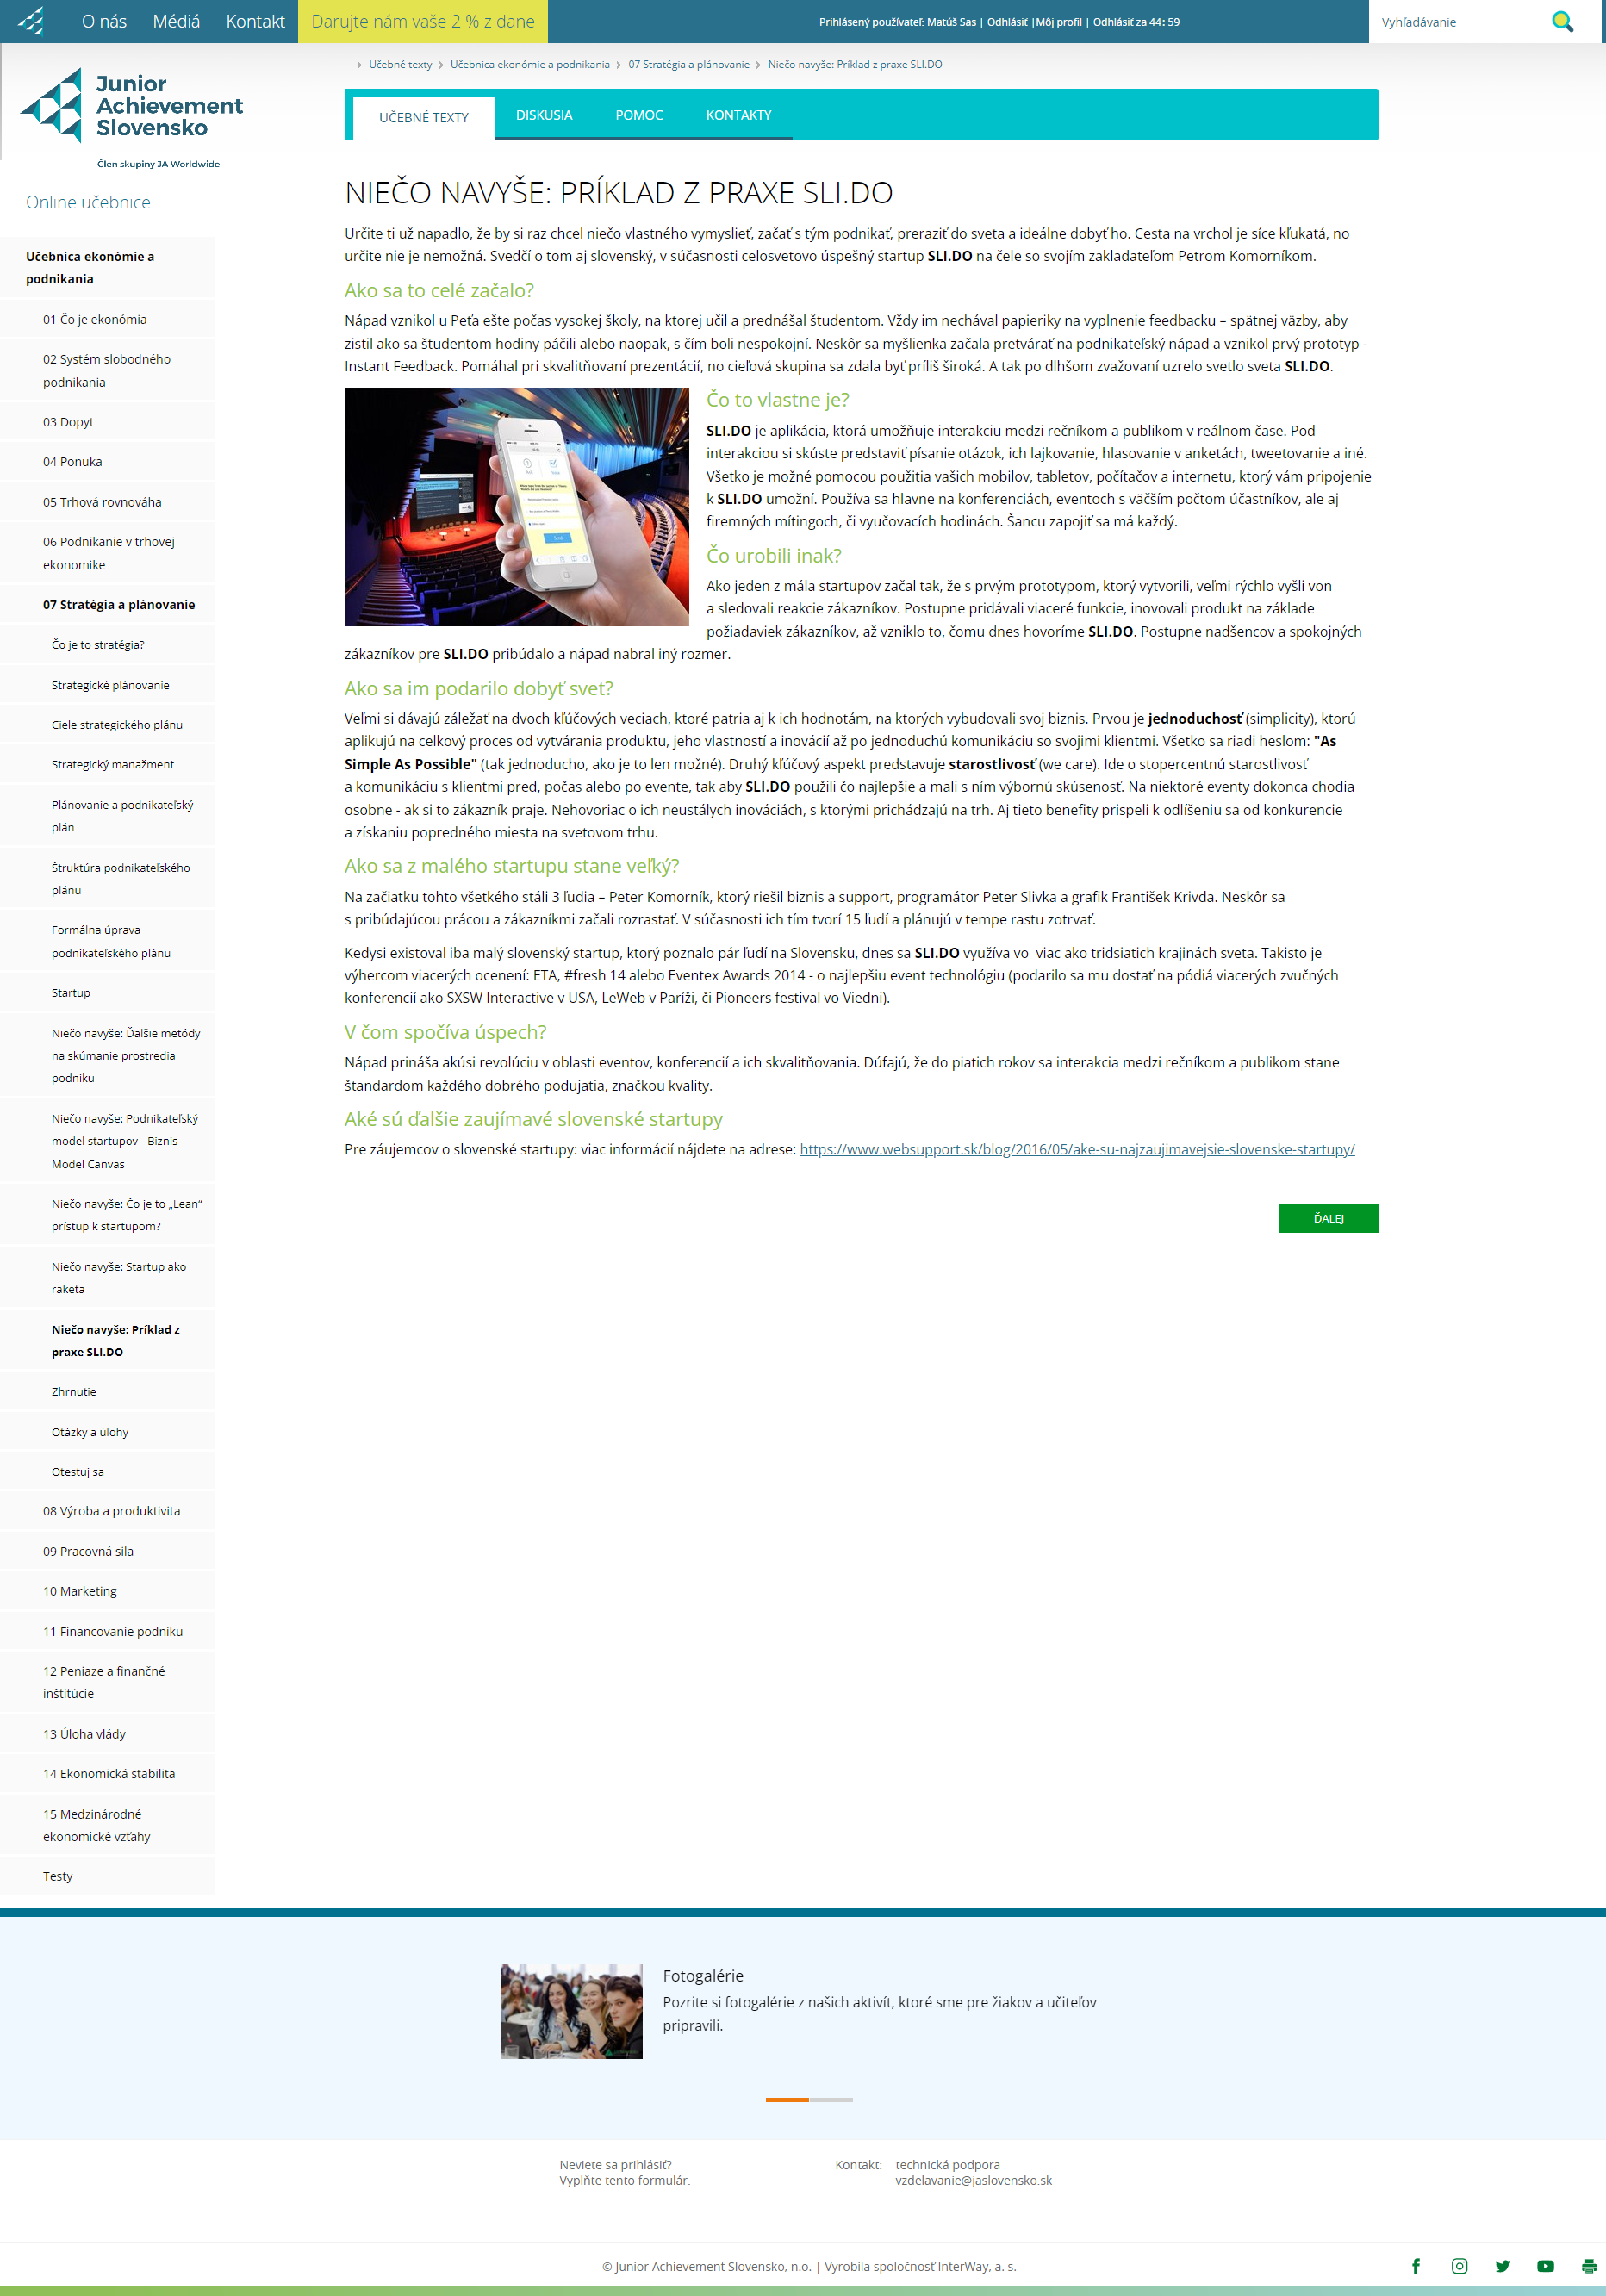 O nás Médiá Kontakt Darujte nám vaše 2 % z dane Prihlásený používateľ: Matúš Sas | Odhlásiť |Môj profil | Odhlásiť za 44: 59 Vyhľadávanie
Učebné texty Učebnica ekonómie a podnikania 07 Stratégia a plánovanie Niečo navyše: Príklad z praxe SLI.DO
Junior
Achievement
Slovensko
Člen skupiny JA Worldwide
UČEBNÉ TEXTY DISKUSIA POMOC KONTAKTY
Online učebnice
Učebnica ekonómie a
podnikania
01 Čo je ekonómia
02 Systém slobodného
podnikania
03 Dopyt
04 Ponuka
05 Trhová rovnováha
06 Podnikanie v trhovej
ekonomike
07 Stratégia a plánovanie
Čo je to stratégia?
Strategické plánovanie
Ciele strategického plánu
Strategický manažment
Plánovanie a podnikateľský
plán
Štruktúra podnikateľského
plánu
Formálna úprava
podnikateľského plánu
Startup
Niečo navyše: Ďalšie metódy
na skúmanie prostredia
podniku
Niečo navyše: Podnikateľský
model startupov - Biznis
Model Canvas
Niečo navyše: Čo je to „Lean“
prístup k startupom?
Niečo navyše: Startup ako
raketa
Niečo navyše: Príklad z
praxe SLI.DO
Zhrnutie
Otázky a úlohy
Otestuj sa
08 Výroba a produktivita
09 Pracovná sila
10 Marketing
11 Financovanie podniku
12 Peniaze a finančné
inštitúcie
13 Úloha vlády
14 Ekonomická stabilita
15 Medzinárodné
ekonomické vzťahy
Testy
NIEČO NAVYŠE: PRÍKLAD Z PRAXE SLI.DO
Určite ti už napadlo, že by si raz chcel niečo vlastného vymyslieť, začať s tým podnikať, preraziť do sveta a ideálne dobyť ho. Cesta na vrchol je síce kľukatá, no
určite nie je nemožná. Svedčí o tom aj slovenský, v súčasnosti celosvetovo úspešný startup SLI.DO na čele so svojím zakladateľom Petrom Komorníkom.
Ako sa to celé začalo?
Nápad vznikol u Peťa ešte počas vysokej školy, na ktorej učil a prednášal študentom. Vždy im nechával papieriky na vyplnenie feedbacku – spätnej väzby, aby
zistil ako sa študentom hodiny páčili alebo naopak, s čím boli nespokojní. Neskôr sa myšlienka začala pretvárať na podnikateľský nápad a vznikol prvý prototyp -
Instant Feedback. Pomáhal pri skvalitňovaní prezentácií, no cieľová skupina sa zdala byť príliš široká. A tak po dlhšom zvažovaní uzrelo svetlo sveta SLI.DO.
Čo to vlastne je?
SLI.DO je aplikácia, ktorá umožňuje interakciu medzi rečníkom a publikom v reálnom čase. Pod
interakciou si skúste predstaviť písanie otázok, ich lajkovanie, hlasovanie v anketách, tweetovanie a iné.
Všetko je možné pomocou použitia vašich mobilov, tabletov, počítačov a internetu, ktorý vám pripojenie
k SLI.DO umožní. Používa sa hlavne na konferenciách, eventoch s väčším počtom účastníkov, ale aj
firemných mítingoch, či vyučovacích hodinách. Šancu zapojiť sa má každý.
Čo urobili inak?
Ako jeden z mála startupov začal tak, že s prvým prototypom, ktorý vytvorili, veľmi rýchlo vyšli von
a sledovali reakcie zákazníkov. Postupne pridávali viaceré funkcie, inovovali produkt na základe
požiadaviek zákazníkov, až vzniklo to, čomu dnes hovoríme SLI.DO. Postupne nadšencov a spokojných
zákazníkov pre SLI.DO pribúdalo a nápad nabral iný rozmer.
Ako sa im podarilo dobyť svet?
Veľmi si dávajú záležať na dvoch kľúčových veciach, ktoré patria aj k ich hodnotám, na ktorých vybudovali svoj biznis. Prvou je jednoduchosť (simplicity), ktorú
aplikujú na celkový proces od vytvárania produktu, jeho vlastností a inovácií až po jednoduchú komunikáciu so svojimi klientmi. Všetko sa riadi heslom: "As
Simple As Possible" (tak jednoducho, ako je to len možné). Druhý kľúčový aspekt predstavuje starostlivosť (we care). Ide o stopercentnú starostlivosť
a komunikáciu s klientmi pred, počas alebo po evente, tak aby SLI.DO použili čo najlepšie a mali s ním výbornú skúsenosť. Na niektoré eventy dokonca chodia
osobne - ak si to zákazník praje. Nehovoriac o ich neustálych inováciách, s ktorými prichádzajú na trh. Aj tieto benefity prispeli k odlíšeniu sa od konkurencie
a získaniu popredného miesta na svetovom trhu.
Ako sa z malého startupu stane veľký?
Na začiatku tohto všetkého stáli 3 ľudia – Peter Komorník, ktorý riešil biznis a support, programátor Peter Slivka a grafik František Krivda. Neskôr sa
s pribúdajúcou prácou a zákazníkmi začali rozrastať. V súčasnosti ich tím tvorí 15 ľudí a plánujú v tempe rastu zotrvať.
Kedysi existoval iba malý slovenský startup, ktorý poznalo pár ľudí na Slovensku, dnes sa SLI.DO využíva vo viac ako tridsiatich krajinách sveta. Takisto je
výhercom viacerých ocenení: ETA, #fresh 14 alebo Eventex Awards 2014 - o najlepšiu event technológiu (podarilo sa mu dostať na pódiá viacerých zvučných
konferencií ako SXSW Interactive v USA, LeWeb v Paríži, či Pioneers festival vo Viedni).
V čom spočíva úspech?
Nápad prináša akúsi revolúciu v oblasti eventov, konferencií a ich skvalitňovania. Dúfajú, že do piatich rokov sa interakcia medzi rečníkom a publikom stane
štandardom každého dobrého podujatia, značkou kvality.
Aké sú ďalšie zaujímavé slovenské startupy
Pre záujemcov o slovenské startupy: viac informácií nájdete na adrese: https://www.websupport.sk/blog/2016/05/ake-su-najzaujimavejsie-slovenske-startupy/
ĎALEJ
Fotogalérie
Pozrite si fotogalérie z našich aktivít, ktoré sme pre žiakov a učiteľov
pripravili.
Neviete sa prihlásiť?
Vyplňte tento formulár.
Kontakt: technická podpora
vzdelavanie@jaslovensko.sk
© Junior Achievement Slovensko, n.o. | Vyrobila spoločnosť InterWay, a. s.